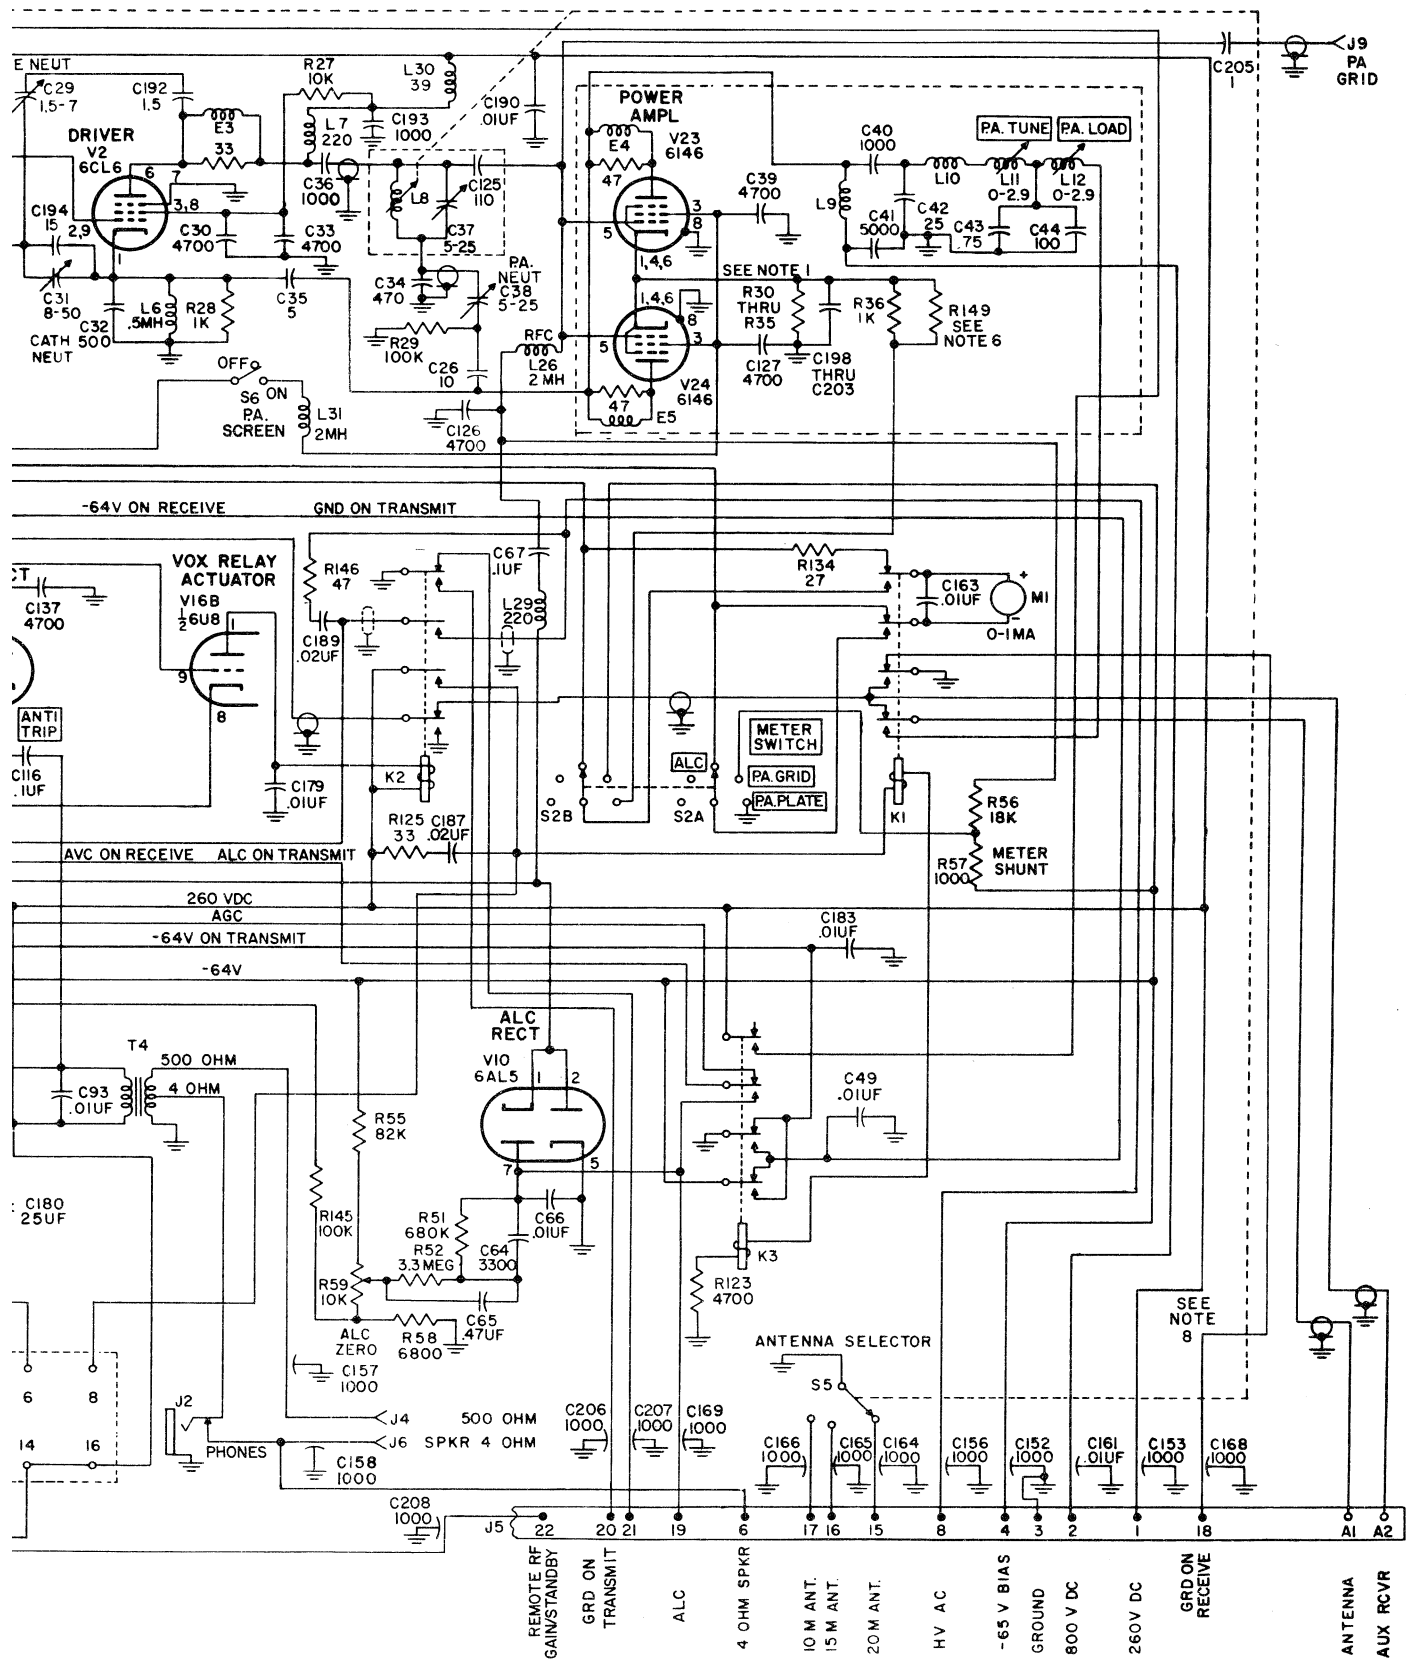 J9
PA
GRID
C205
1
E NEUT
C29
1.5-7
C192
1.5
R27
10K
L30
39
C190
.01UF
POWER
AMPL
E3
33
L7
220
C193
1000
DRIVER
V2
6CL6
6
7
3,8
2,9
1
C36
1000
L8
C125
110
E4
47
V23
6146
C40
1000
P.A. TUNE
P.A. LOAD
L10
L11
0-2.9
L12
0-2.9
C39
4700
L9
C41
5000
C42
25
C43
.75
C44
100
C194
15
C30
4700
C33
4700
C37
5-25
5
3
8
1,4,6
C31
8-50
CATH
NEUT
C32
500
L6
.5MH
R28
1K
C35
5
C34
470
P.A.
NEUT
C38
5-25
R29
100K
C26
10
RFC
L26
2 MH
SEE NOTE 1
1,4,6
8
5
3
R30
THRU
R35
R36
1K
R149
SEE
NOTE 6
C127
4700
C198
THRU
C203
V24
6146
47
E5
OFF
ON
S6
P.A.
SCREEN
L31
2MH
C126
4700
-64V ON RECEIVE
GND ON TRANSMIT
VOX RELAY
ACTUATOR
V16B
½6U8
1
9
8
CT
C137
4700
R146
47
C189
.02UF
C67
.1UF
L29
220
R134
27
C163
.01UF
+
M1
-
0-1MA
ANTI
TRIP
C116
.1UF
C179
.01UF
K2
R125
33
C187
.02UF
S2B
ALC
S2A
METER
SWITCH
P.A. GRID
P.A. PLATE
K1
R56
18K
R57
1000
METER
SHUNT
AVC ON RECEIVE
ALC ON TRANSMIT
260 VDC
AGC
-64V ON TRANSMIT
-64V
C183
.01UF
ALC
RECT
V10
6AL5
1
2
7
5
T4
500 OHM
4 OHM
C93
.01UF
R55
82K
C49
.01UF
C180
25UF
R145
100K
R51
680K
R52
3.3 MEG
C64
3300
C66
.01UF
R59
10K
C65
.47UF
ALC
ZERO
R58
6800
K3
R123
4700
SEE
NOTE
8
ANTENNA SELECTOR
S5
C157
1000
6
8
14
16
J2
PHONES
J4
500 OHM
J6
SPKR 4 OHM
C158
1000
C206
1000
C207
1000
C169
1000
C166
1000
C165
1000
C164
1000
C156
1000
C152
1000
C161
.01UF
C153
1000
C168
1000
C208
1000
J5
22
20
21
19
6
17
16
15
8
4
3
2
1
18
A1
A2
REMOTE RF
GAIN/STANDBY
GRD ON
TRANSMIT
ALC
4 OHM SPKR
10 M ANT.
15 M ANT.
20 M ANT.
HV AC
-65 V BIAS
GROUND
800 V DC
260V DC
GRD ON
RECEIVE
ANTENNA
AUX RCVR